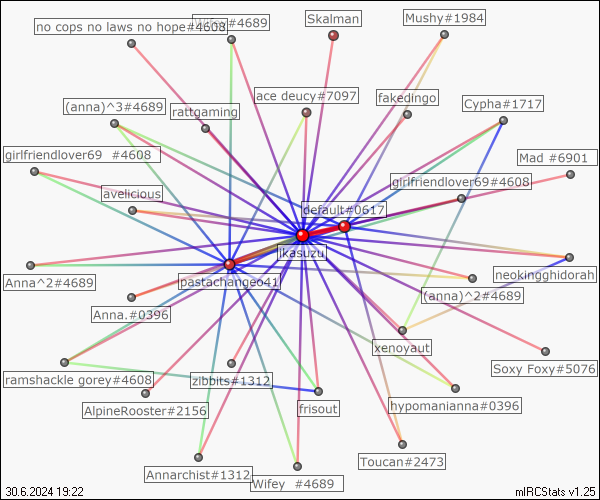 Skalman
Mushy#1984
Wifey#4689
no cops no laws no hope#4608
ace deucy#7097
fakedingo
Cypha#1717
(anna)^3#4689
rattgaming
girlfriendlover69 #4608
Mad #6901
girlfriendlover69#4608
avelicious
default#0617
jkasuzu
neokingghidorah
Anna^2#4689
pastachangeo41
(anna)^2#4689
Anna.#0396
xenoyaut
Soxy Foxy#5076
ramshackle gorey#4608
zibbits#1312
AlpineRooster#2156
frisout
hypomanianna#0396
Toucan#2473
Annarchist#1312
Wifey #4689
30.6.2024 19:22
mIRCStats v1.25